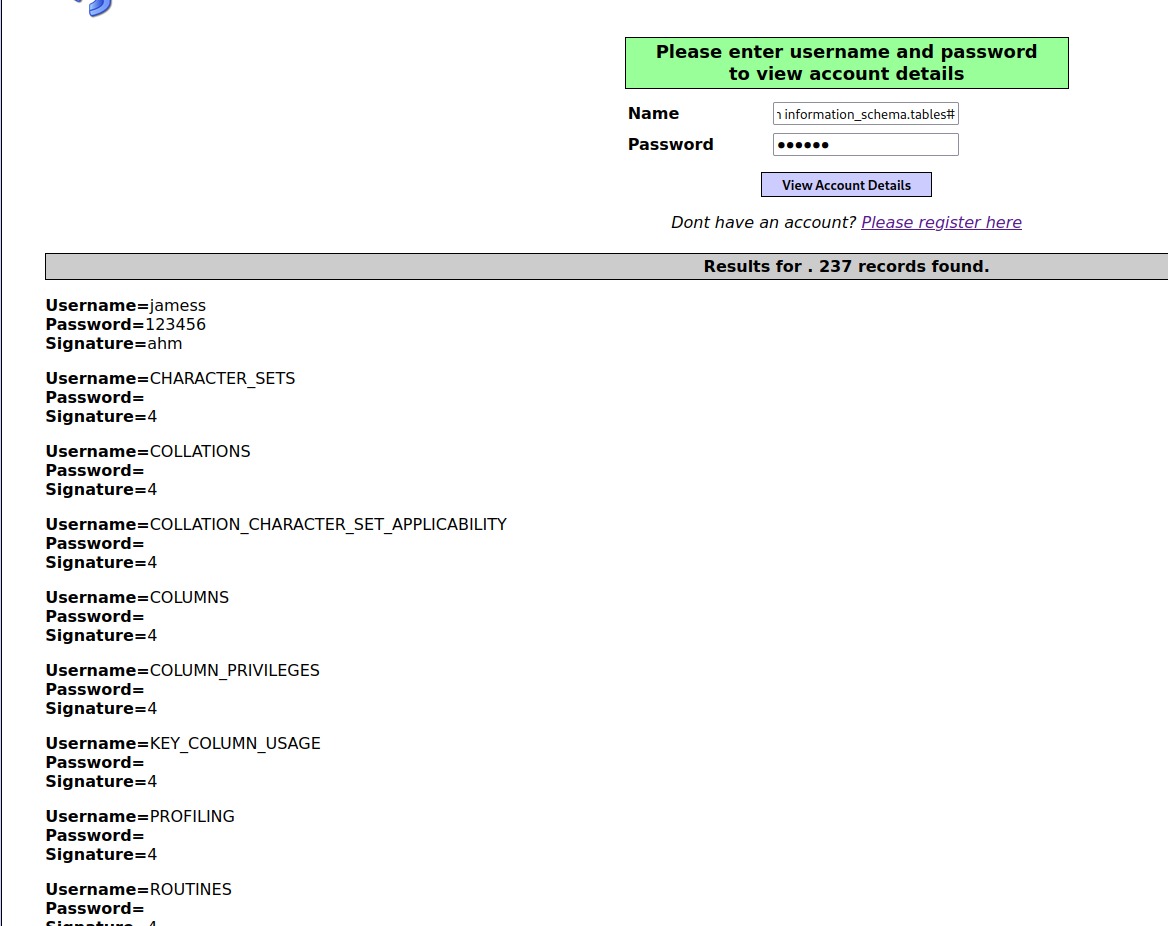 Please enter username and password
to view account details
Name
information_schema.tables#
Password ●●●●●●
View Account Details
Dont have an account? Please register here
Results for . 237 records found.
Username=jamess
Password=123456
Signature=ahm
Username=CHARACTER_SETS
Password=
Signature=4
Username=COLLATIONS
Password=
Signature=4
Username=COLLATION_CHARACTER_SET_APPLICABILITY
Password=
Signature=4
Username=COLUMNS
Password=
Signature=4
Username=COLUMN_PRIVILEGES
Password=
Signature=4
Username=KEY_COLUMN_USAGE
Password=
Signature=4
Username=PROFILING
Password=
Signature=4
Username=ROUTINES
Password=
Signature=4